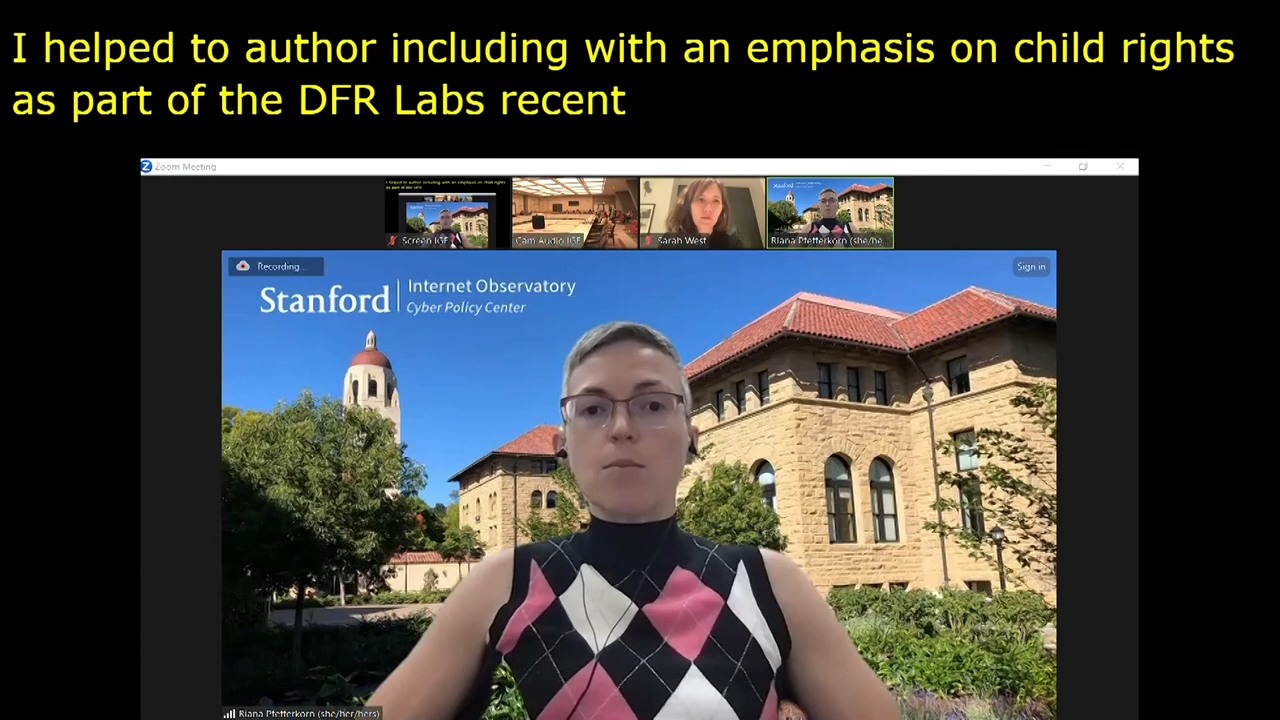 I helped to author including with an emphasis on child rights
as part of the DFR Labs recent
Zoom Meeting
Screen IGF
Cam Audio IGF
Sarah West
Riana Pfefferkorn (she/he...
Recording...
Sign in
Stanford
Internet Observatory
Cyber Policy Center
Riana Pfefferkorn (she/her/hers)